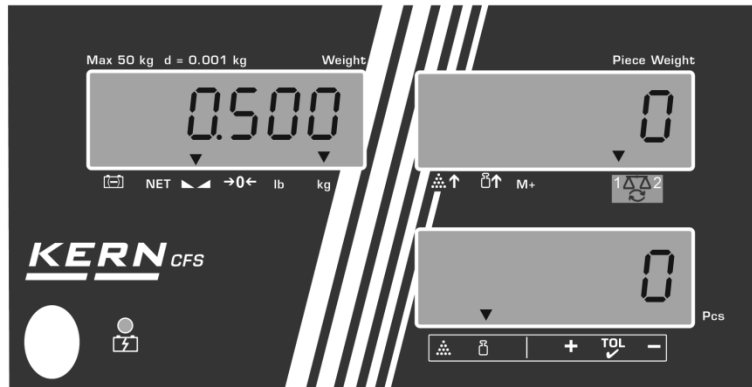 Max 50 kg d = 0.001 kg Weight
0.500
NET →0← lb kg
Piece Weight
0
M+ 1 2
KERN CFS
0
Pcs
+ TOL −